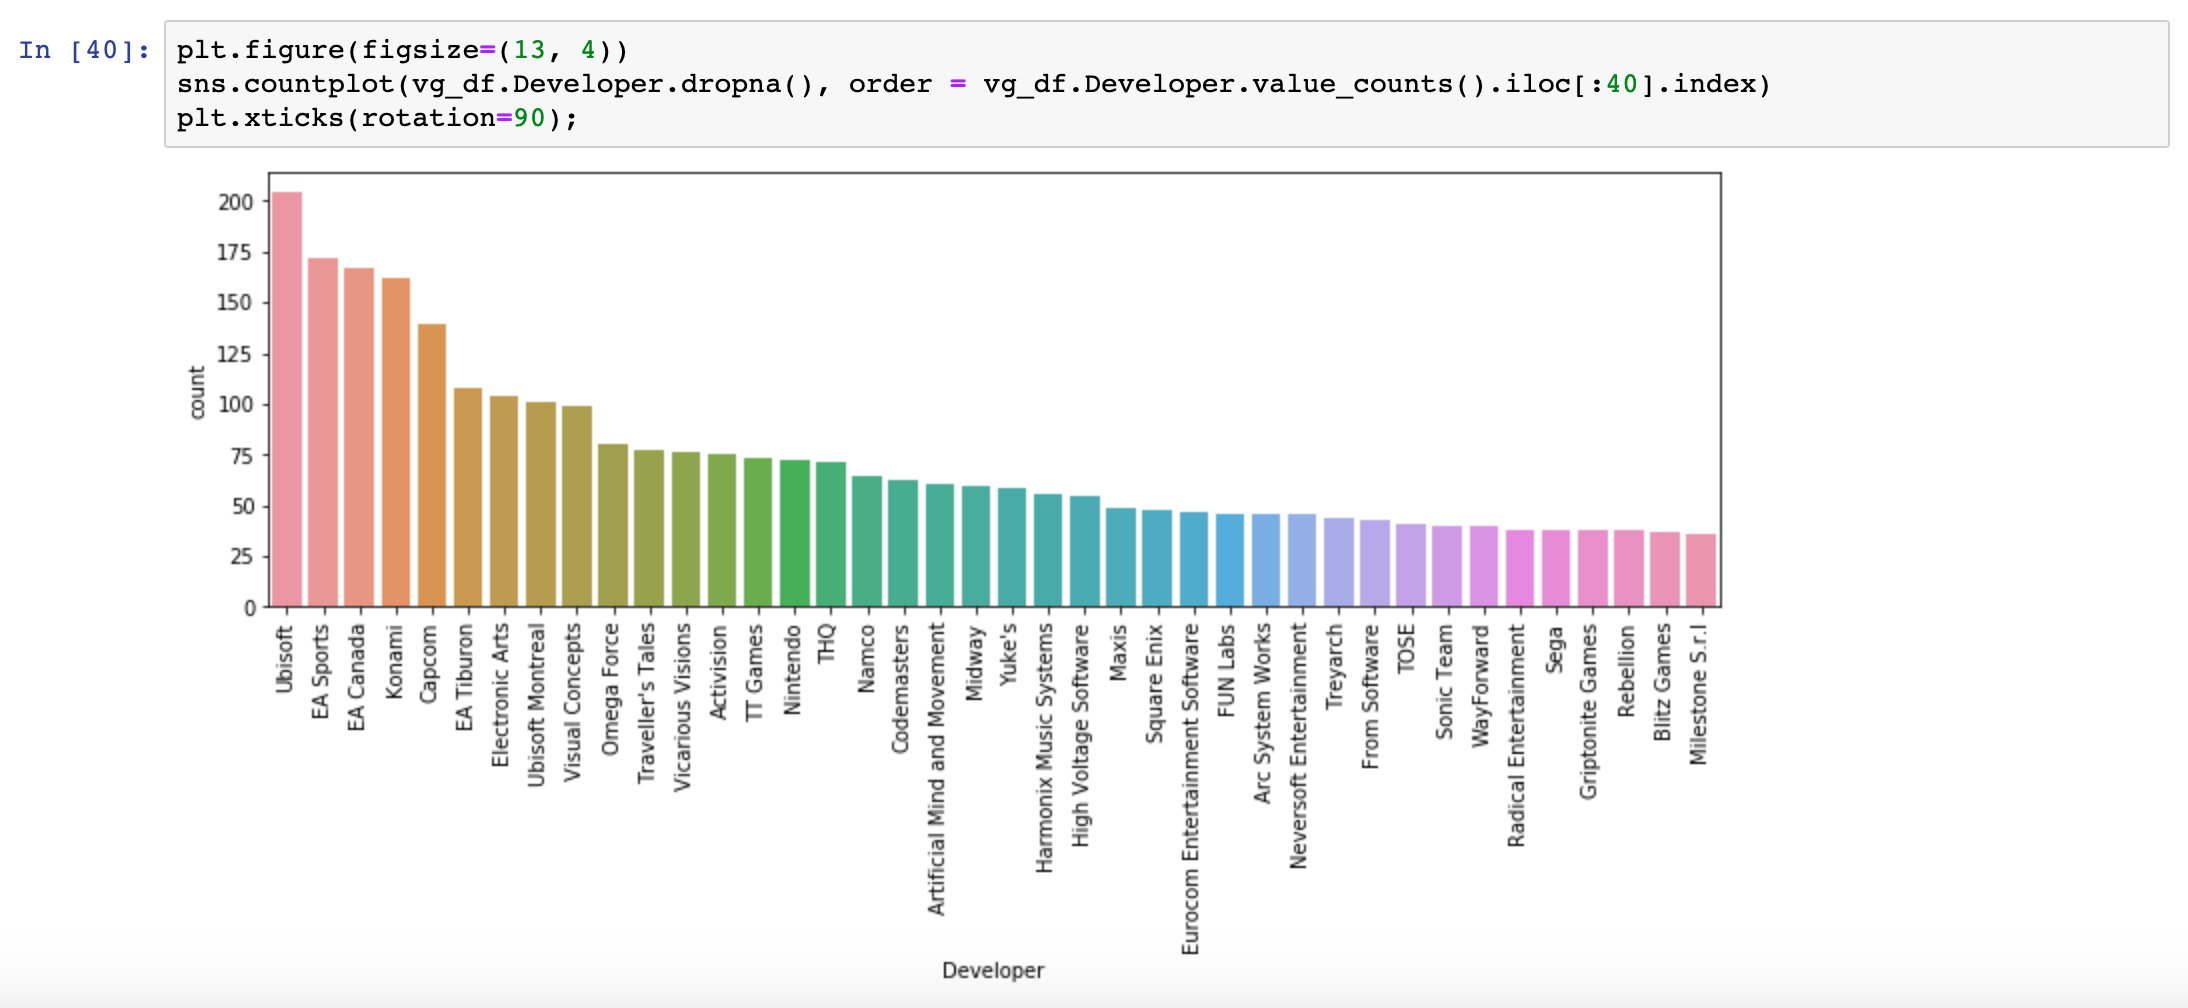 In [40]: plt.figure(figsize=(13, 4))
sns.countplot(vg_df.Developer.dropna(), order = vg_df.Developer.value_counts().iloc[:40].index)
plt.xticks(rotation=90);
200
175
150
125
100
75
50
25
0
count
Ubisoft
EA Sports
EA Canada
Konami
Capcom
EA Tiburon
Electronic Arts
Ubisoft Montreal
Visual Concepts
Omega Force
Traveller's Tales
Vicarious Visions
Activision
TT Games
Nintendo
THQ
Namco
Codemasters
Artificial Mind and Movement
Midway
Yuke's
Harmonix Music Systems
High Voltage Software
Maxis
Square Enix
Eurocom Entertainment Software
FUN Labs
Arc System Works
Neversoft Entertainment
Treyarch
From Software
TOSE
Sonic Team
WayForward
Radical Entertainment
Sega
Griptonite Games
Rebellion
Blitz Games
Milestone S.r.l
Developer